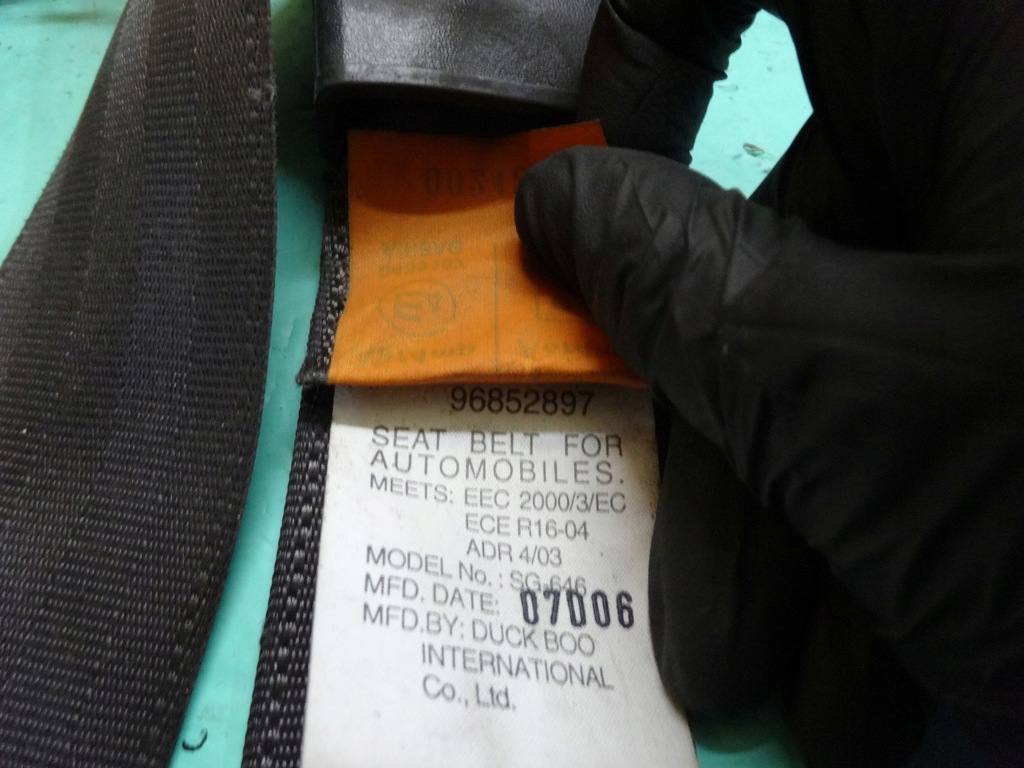 96852897
SEAT BELT FOR
AUTOMOBILES.
MEETS: EEC 2000/3/EC
ECE R16-04
ADR 4/03
MODEL No.: SG-646
MFD. DATE: 07D06
MFD.BY: DUCK BOO
INTERNATIONAL
Co., Ltd.